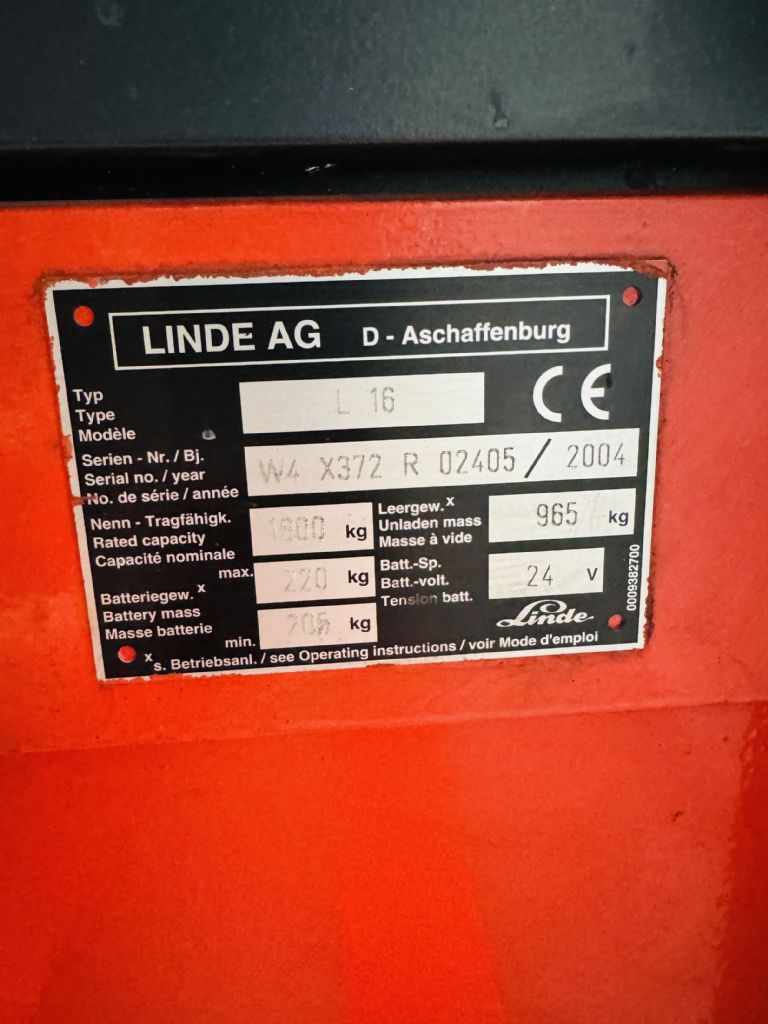 LINDE AG D - Aschaffenburg
Typ
Type
Modèle
L 16
CE
Serien - Nr. / Bj.
Serial no. / year
No. de série / année
W4 X372 R 02405 / 2004
Nenn - Tragfähigk.
Rated capacity
Capacité nominale
1600 kg
Leergew. x
Unladen mass
Masse à vide
965 kg
Batteriegew. x
Battery mass
Masse batterie
max. 220 kg
min. 205 kg
Batt.-Sp.
Batt.-volt.
Tension batt.
24 V
Linde
0009382700
x s. Betriebsanl. / see Operating instructions / voir Mode d'emploi